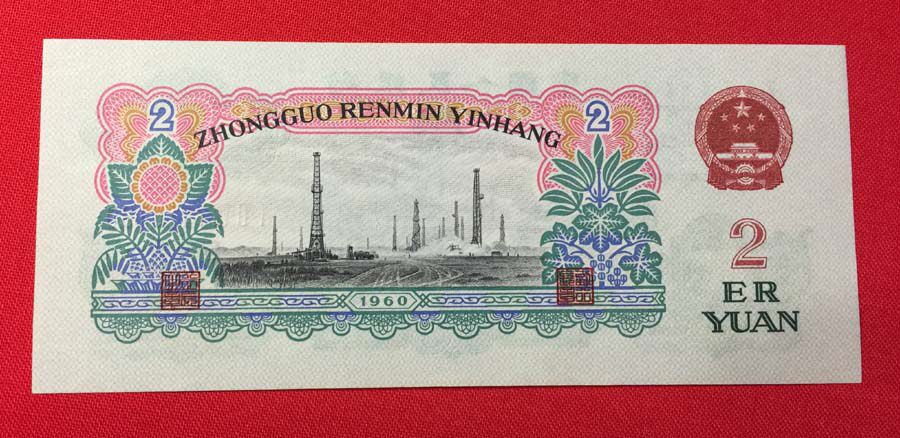 2
ZHONGGUO RENMIN YINHANG
2
1960
2
ER
YUAN